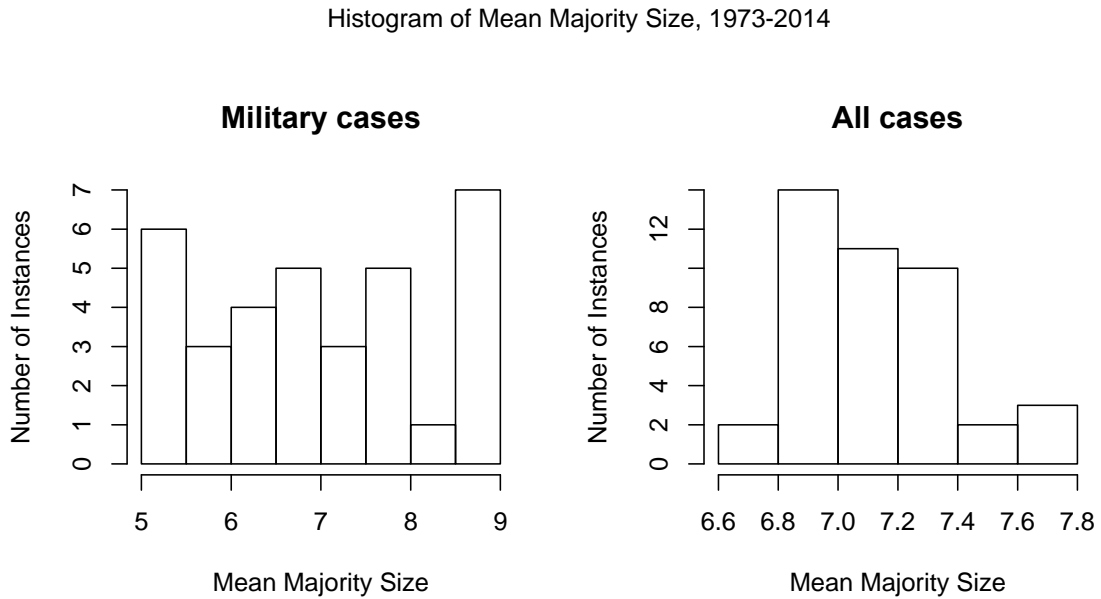 Histogram of Mean Majority Size, 1973-2014
Military cases
Number of Instances
7
6
5
4
3
2
1
0
5 6 7 8 9
Mean Majority Size
All cases
Number of Instances
12
8
6
4
2
0
6.6 6.8 7.0 7.2 7.4 7.6 7.8
Mean Majority Size